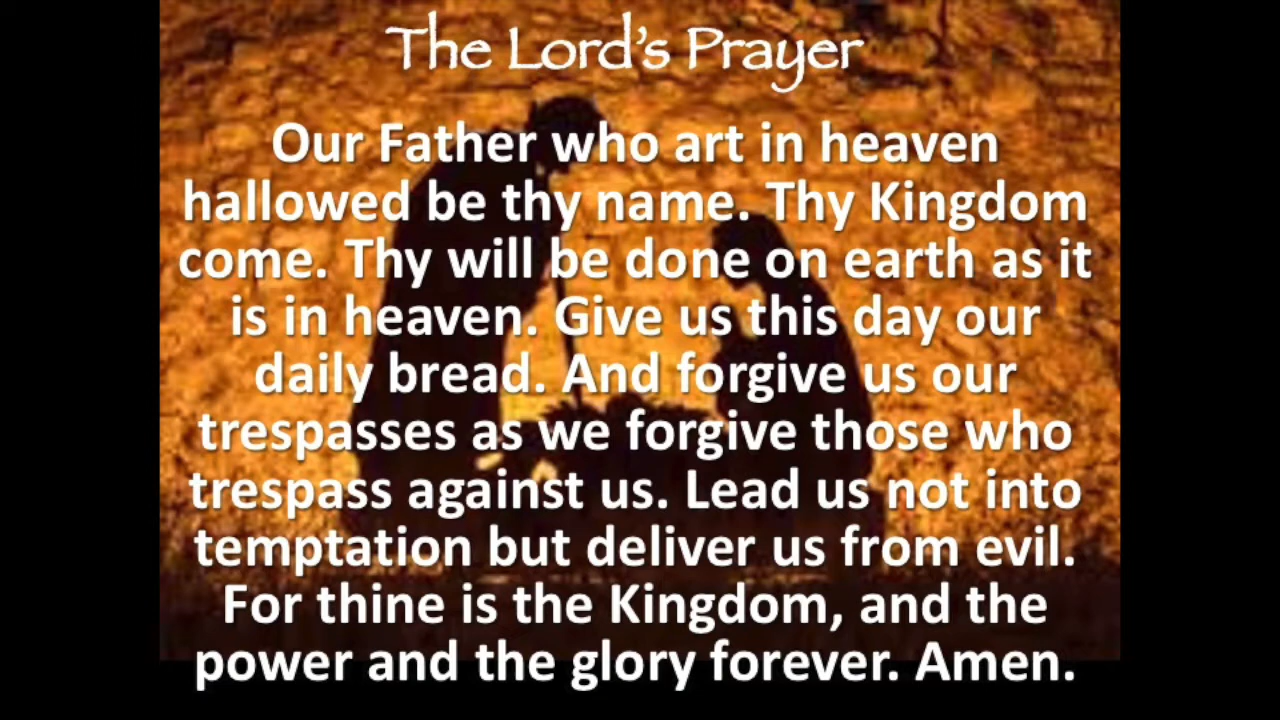 The Lord's Prayer
Our Father who art in heaven
hallowed be thy name. Thy Kingdom
come. Thy will be done on earth as it
is in heaven. Give us this day our
daily bread. And forgive us our
trespasses as we forgive those who
trespass against us. Lead us not into
temptation but deliver us from evil.
For thine is the Kingdom, and the
power and the glory forever. Amen.